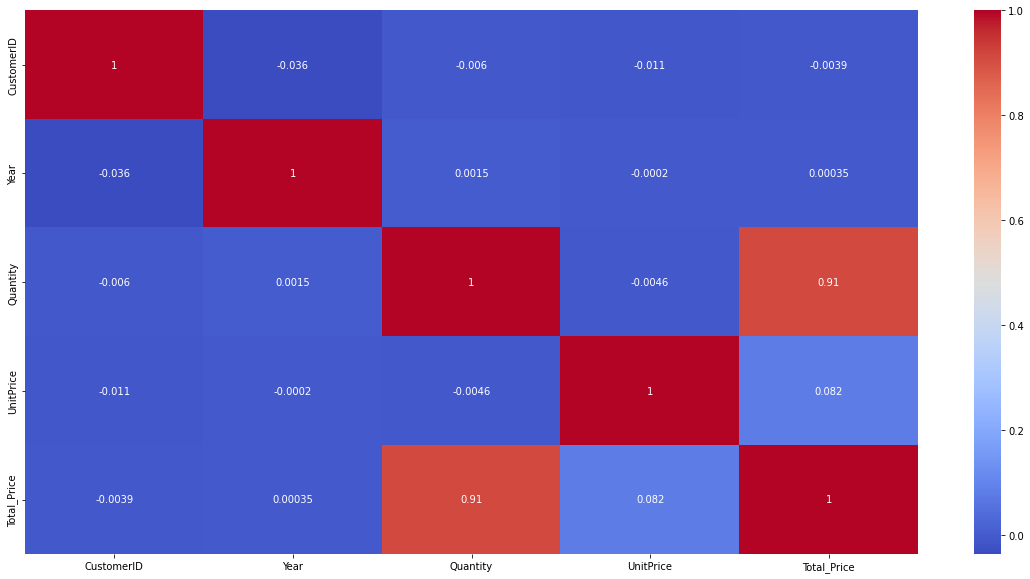 CustomerID 1 -0.036 -0.006 -0.011 -0.0039
Year -0.036 1 0.0015 -0.0002 0.00035
Quantity -0.006 0.0015 1 -0.0046 0.91
UnitPrice -0.011 -0.0002 -0.0046 1 0.082
Total_Price -0.0039 0.00035 0.91 0.082 1
CustomerID Year Quantity UnitPrice Total_Price
1.0
0.8
0.6
0.4
0.2
0.0